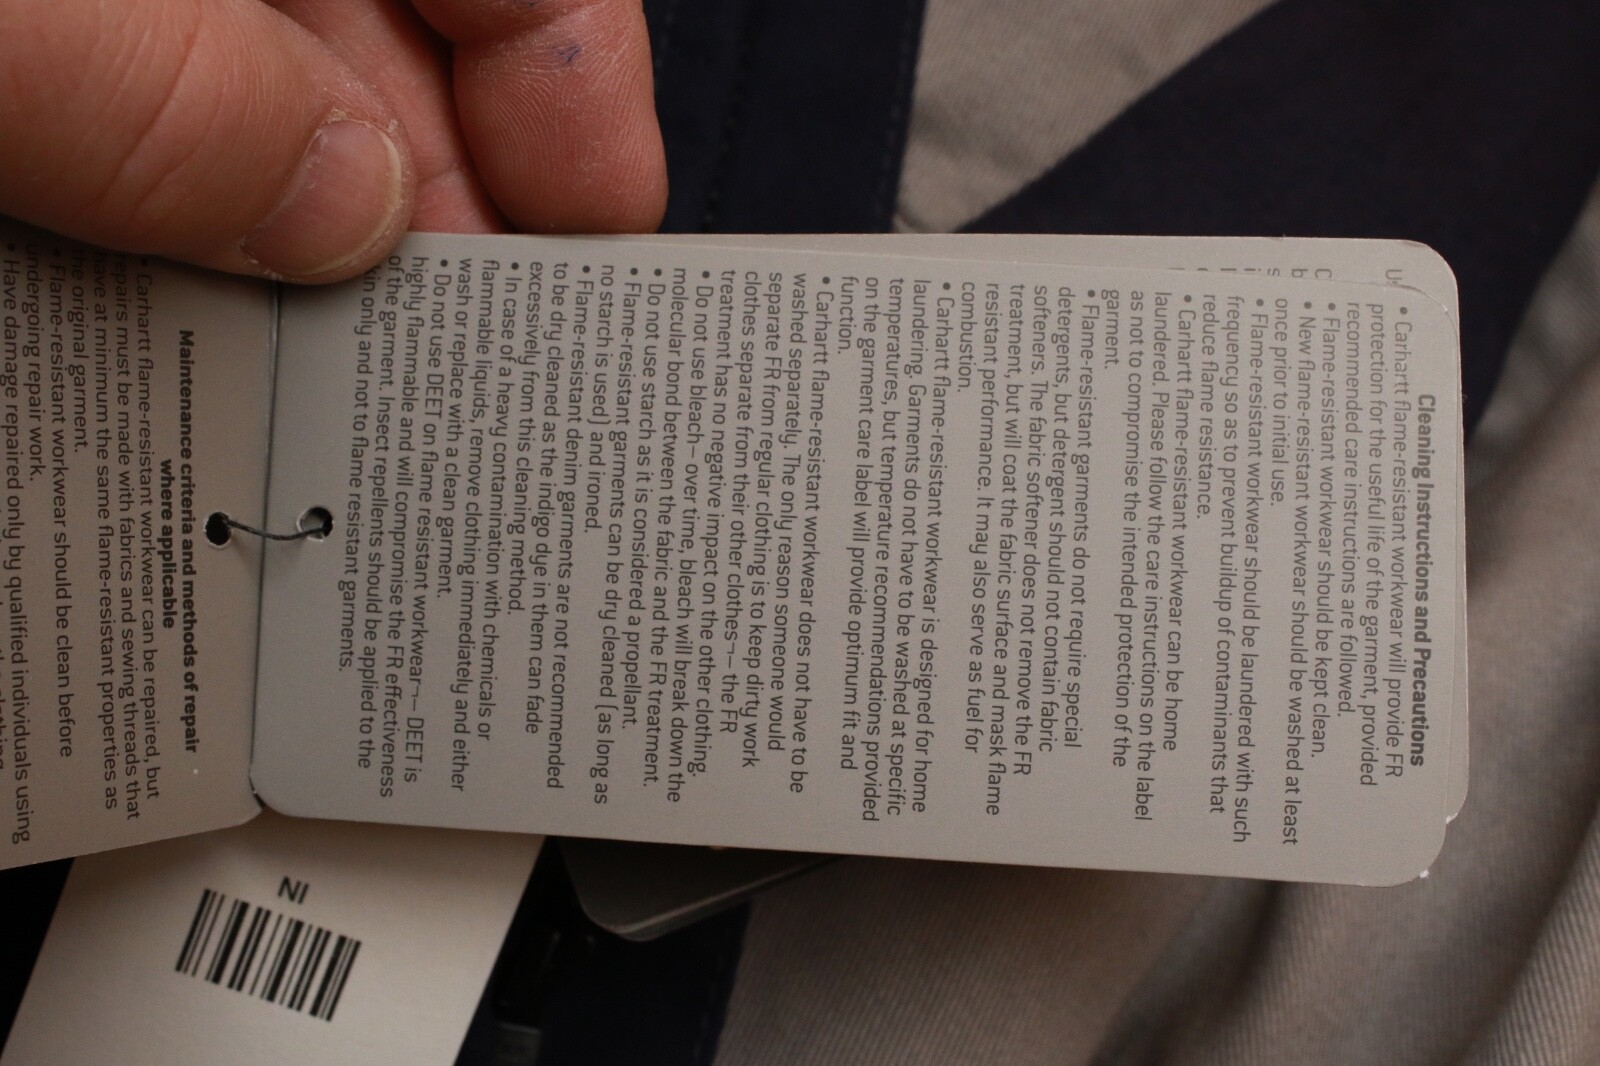 Cleaning Instructions and Precautions
• Carhartt flame-resistant workwear will provide FR
protection for the useful life of the garment, provided
recommended care instructions are followed.
• Flame-resistant workwear should be kept clean.
• New flame-resistant workwear should be washed at least
once prior to initial use.
• Flame-resistant workwear should be laundered with such
frequency so as to prevent buildup of contaminants that
reduce flame resistance.
• Carhartt flame-resistant workwear can be home
laundered. Please follow the care instructions on the label
as not to compromise the intended protection of the
garment.
• Flame-resistant garments do not require special
detergents, but detergent should not contain fabric
softeners. The fabric softener does not remove the FR
treatment, but will coat the fabric surface and mask flame
resistant performance. It may also serve as fuel for
combustion.
• Carhartt flame-resistant workwear is designed for home
laundering. Garments do not have to be washed at specific
temperatures, but temperature recommendations provided
on the garment care label will provide optimum fit and
function.
• Carhartt flame-resistant workwear does not have to be
washed separately. The only reason someone would
separate FR from regular clothing is to keep dirty work
clothes separate from their other clothes¬— the FR
treatment has no negative impact on the other clothing.
• Do not use bleach— over time, bleach will break down the
molecular bond between the fabric and the FR treatment.
• Do not use starch as it is considered a propellant.
• Flame-resistant garments can be dry cleaned (as long as
no starch is used) and ironed.
• Flame-resistant denim garments are not recommended
to be dry cleaned as the indigo dye in them can fade
excessively from this cleaning method.
• In case of a heavy contamination with chemicals or
flammable liquids, remove clothing immediately and either
wash or replace with a clean garment.
• Do not use DEET on flame resistant workwear¬— DEET is
highly flammable and will compromise the FR effectiveness
of the garment. Insect repellents should be applied to the
skin only and not to flame resistant garments.
Maintenance criteria and methods of repair
where applicable
• Carhartt flame-resistant workwear can be repaired, but
repairs must be made with fabrics and sewing threads that
have at minimum the same flame-resistant properties as
the original garment.
• Flame-resistant workwear should be clean before
undergoing repair work.
• Have damage repaired only by qualified individuals using
IN